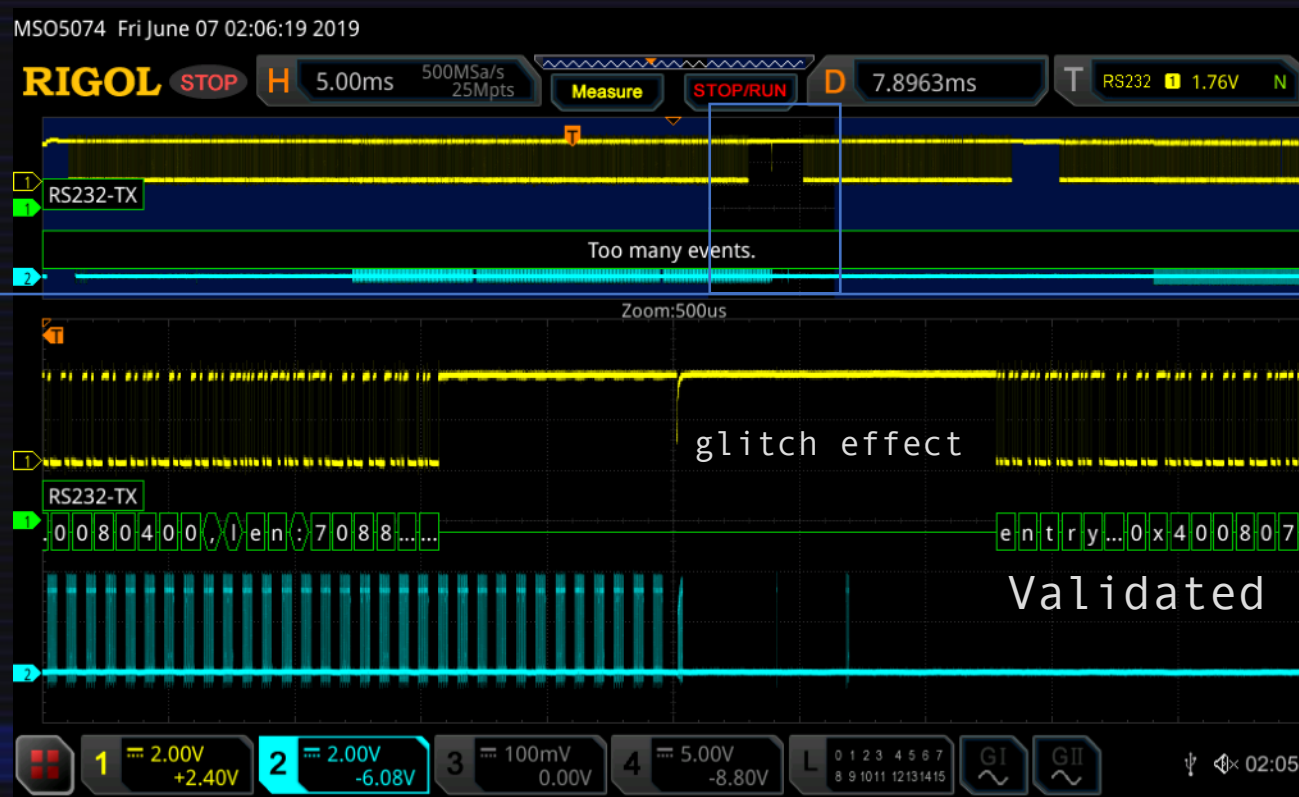 MSO5074 Fri June 07 02:06:19 2019
RIGOL STOP H 5.00ms 500MSa/s 25Mpts Measure STOP/RUN D 7.8963ms T RS232 1 1.76V N
T
1
RS232-TX
1
Too many events.
2
Zoom:500us
T
glitch effect
1
RS232-TX
1 .0080400,len:7088...... entry...0x400807
Validated
2
1 2.00V +2.40V 2 2.00V -6.08V 3 100mV 0.00V 4 5.00V -8.80V L 0 1 2 3 4 5 6 7 8 9 10 11 12 13 14 15 GI GII 02:05